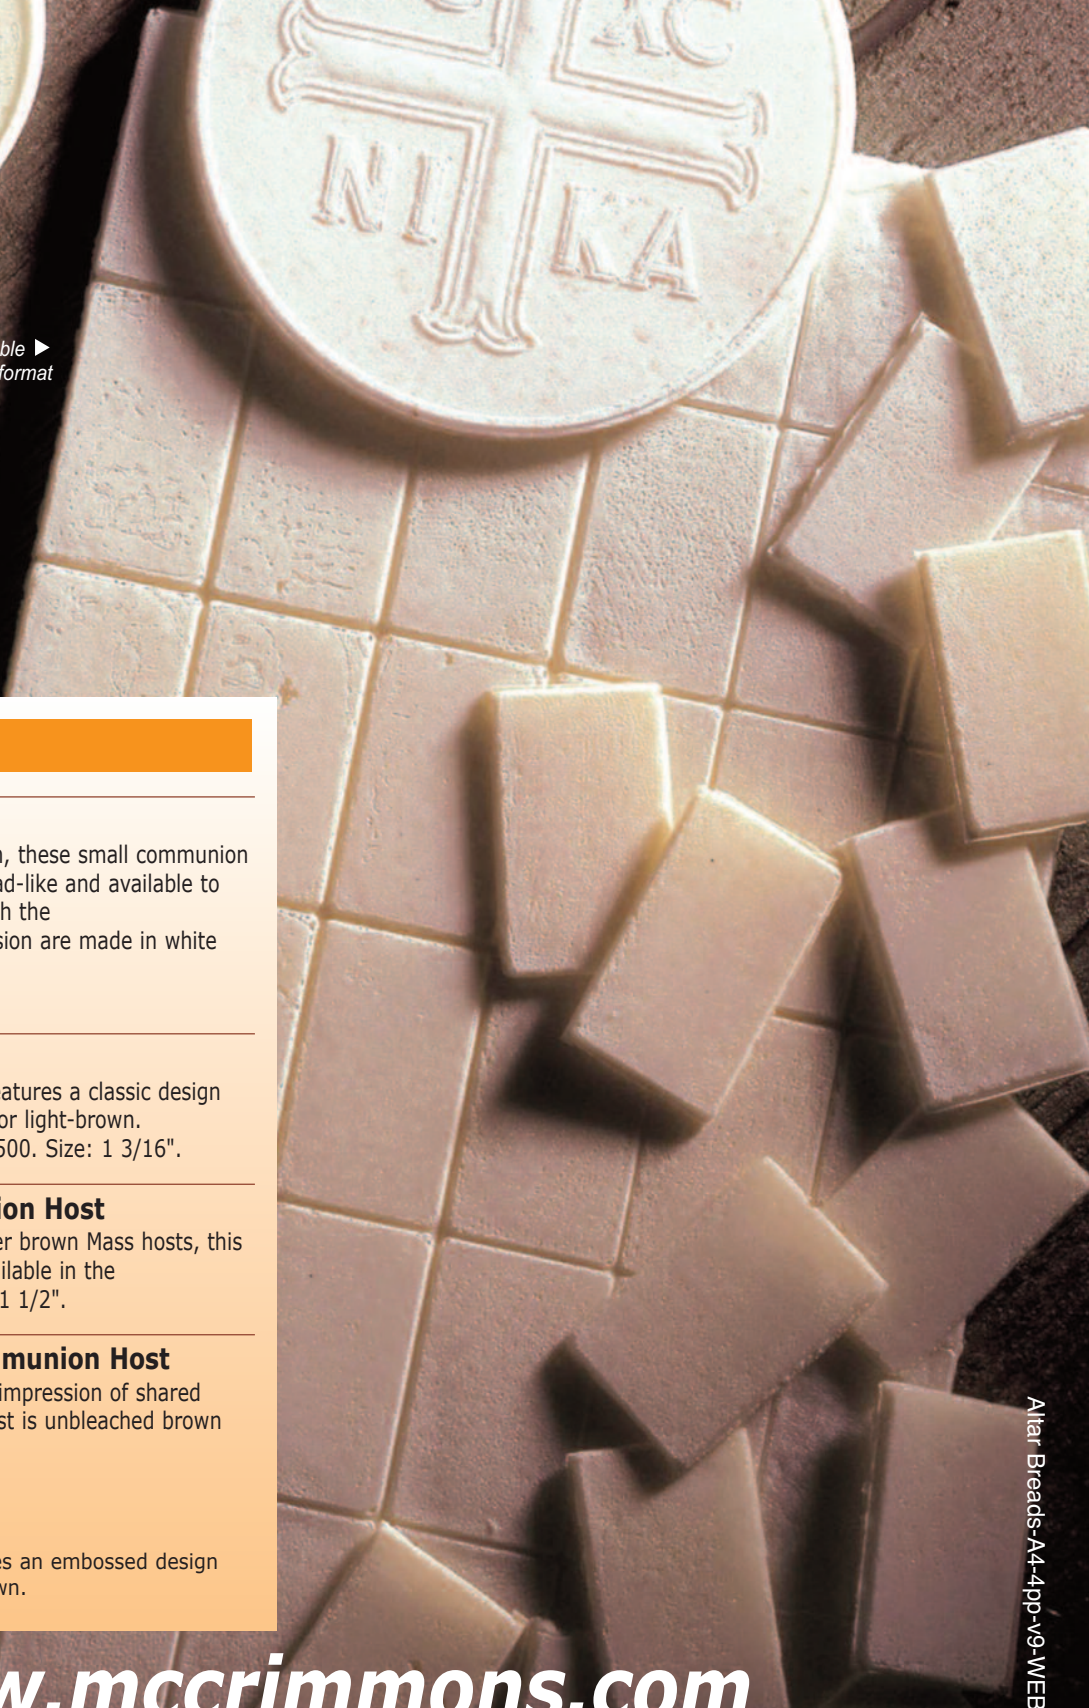 XC
NI KA
ble ▶
format
, these small communion
ad-like and available to
h the
sion are made in white
eatures a classic design
or light-brown.
500. Size: 1 3/16".
ion Host
er brown Mass hosts, this
ilable in the
1 1/2".
munion Host
impression of shared
st is unbleached brown
es an embossed design
wn.
w.mccrimmons.com
Altar Breads-A4-4pp-v9-WEB